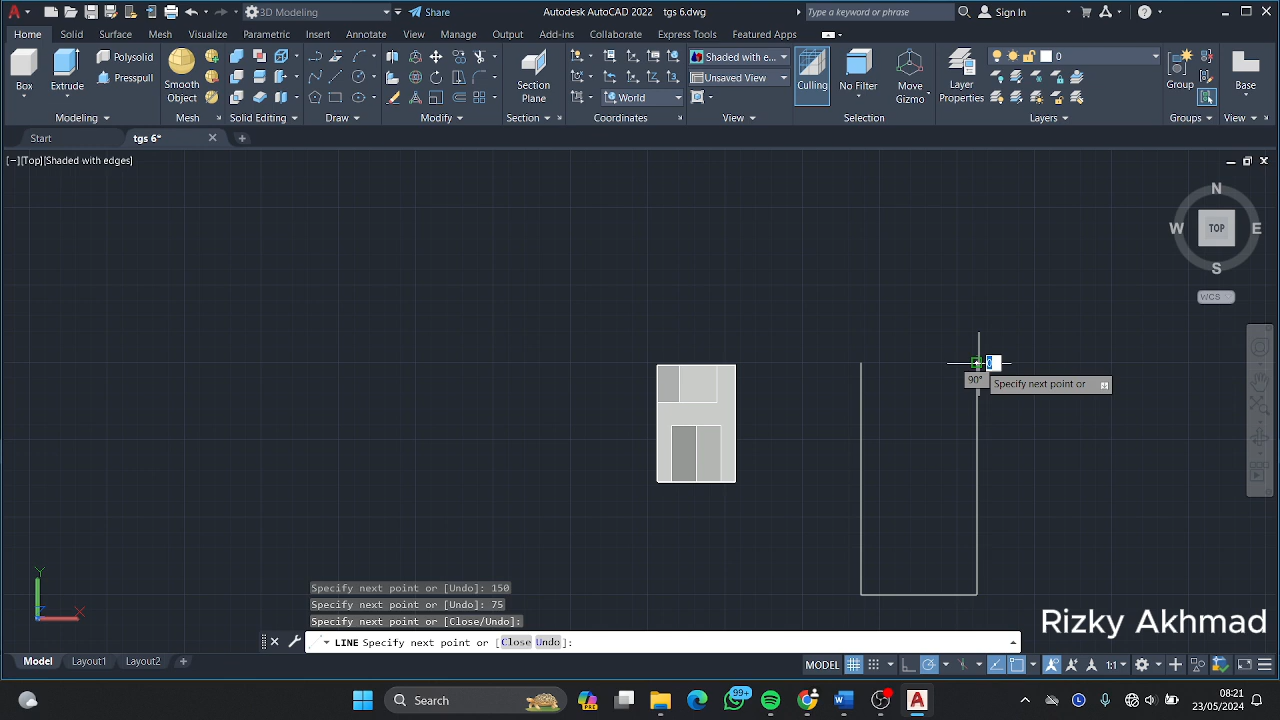 3D Modeling
Share
Autodesk AutoCAD 2022 tgs 6.dwg
Type a keyword or phrase
Sign In
Home Solid Surface Mesh Visualize Parametric Insert Annotate View Manage Output Add-ins Collaborate Express Tools Featured Apps
Box
Extrude
Polysolid
Presspull
Smooth
Object
Section
Plane
World
Shaded with e...
Unsaved View
Culling
No Filter
Move
Gizmo
Layer
Properties
0
Group
Base
Modeling Mesh Solid Editing Draw Modify Section Coordinates View Selection Layers Groups View
Start
tgs 6*
[−][Top][Shaded with edges]
N
W
TOP
E
S
WCS
0
90°
Specify next point or
Y
X
Specify next point or [Undo]: 150
Specify next point or [Undo]: 75
Specify next point or [Close/Undo]:
LINE Specify next point or [Close Undo]:
Rizky Akhmad
Model Layout1 Layout2
MODEL
1:1
Search
99+
08:21
23/05/2024